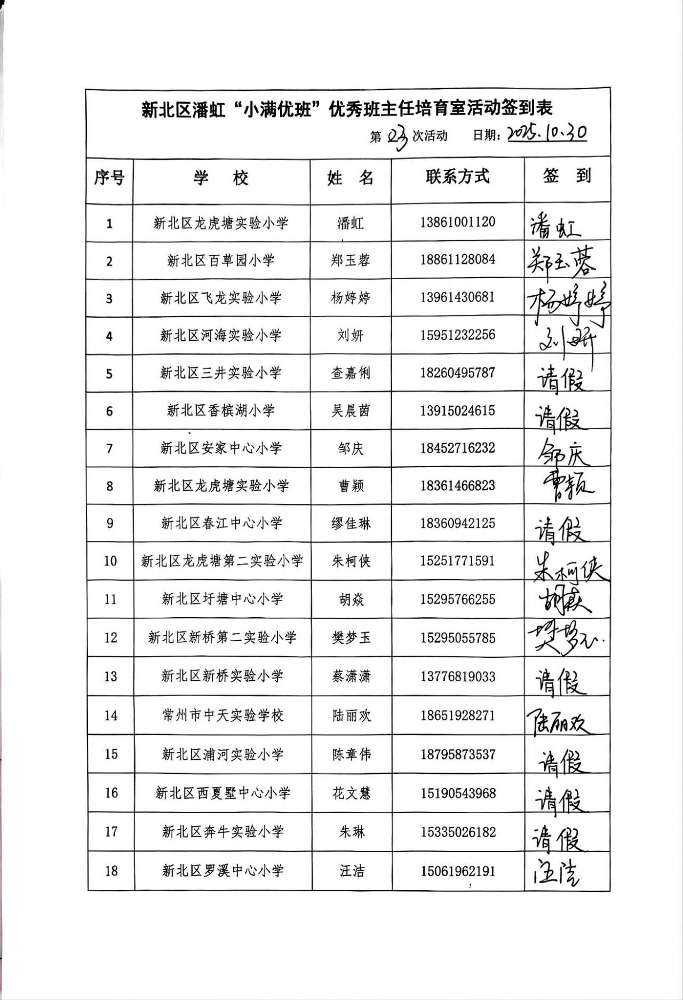 新北区潘虹“小满优班”优秀班主任培育室活动签到表
第 23 次活动 日期：2025.10.30
序号 学 校 姓 名 联系方式 签 到
1 新北区龙虎塘实验小学 潘虹 13861001120 潘虹
2 新北区百草园小学 郑玉蓉 18861128084 郑玉蓉
3 新北区飞龙实验小学 杨婷婷 13961430681 杨婷婷
4 新北区河海实验小学 刘妍 15951232256 刘妍
5 新北区三井实验小学 查嘉俐 18260495787 请假
6 新北区香槟湖小学 吴晨茵 13915024615 请假
7 新北区安家中心小学 邹庆 18452716232 邹庆
8 新北区龙虎塘实验小学 曹颖 18361466823 曹颖
9 新北区春江中心小学 缪佳琳 18360942125 请假
10 新北区龙虎塘第二实验小学 朱柯侠 15251771591 朱柯侠
11 新北区圩塘中心小学 胡焱 15295766255 胡焱
12 新北区新桥第二实验小学 樊梦玉 15295055785 樊梦玉
13 新北区新桥实验小学 蔡潇潇 13776819033 请假
14 常州市中天实验学校 陆丽欢 18651928271 陆丽欢
15 新北区浦河实验小学 陈章伟 18795873537 请假
16 新北区西夏墅中心小学 花文慧 15190543968 请假
17 新北区奔牛实验小学 朱琳 15335026182 请假
18 新北区罗溪中心小学 汪洁 15061962191 汪洁